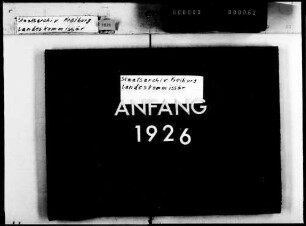 Staatsarchiv Freiburg
Landeskommissär
Staatsarchiv Freiburg
Landeskommissär
ANFANG
1926